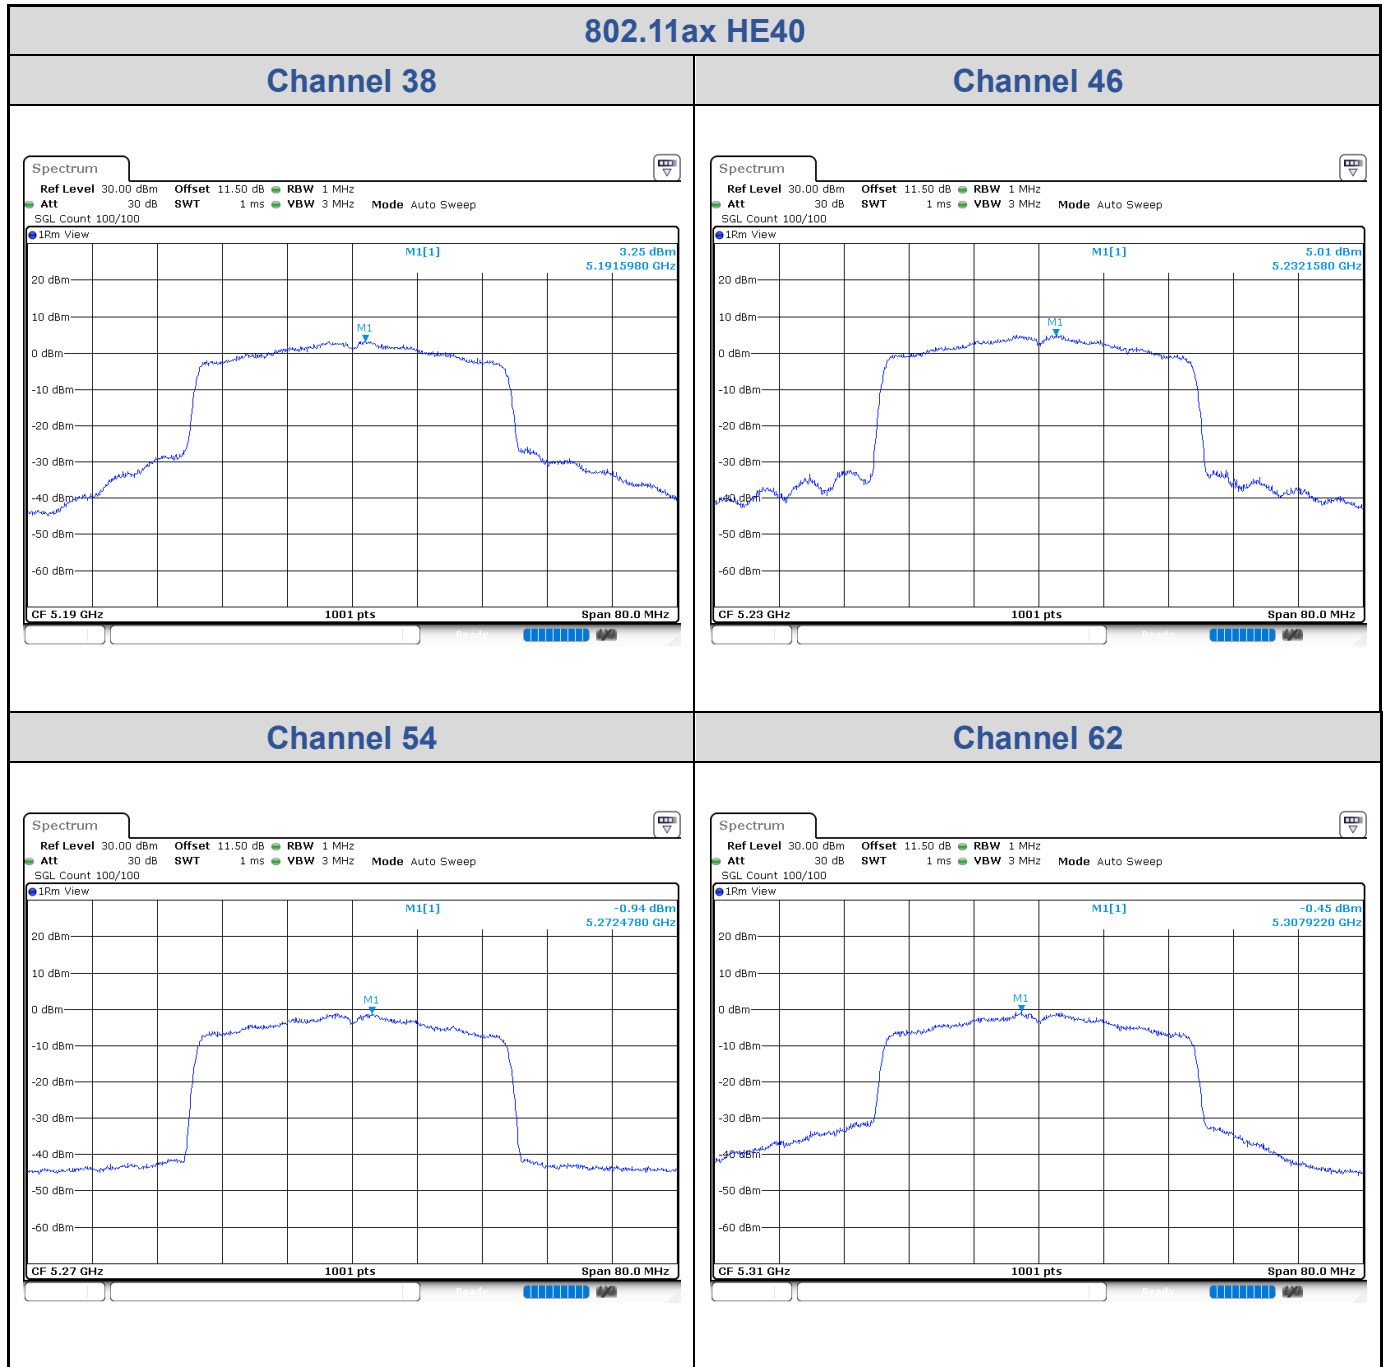 802.11ax HE40
Channel 38
Channel 46
Spectrum
Ref Level 30.00 dBm Offset 11.50 dB RBW 1 MHz
Att 30 dB SWT 1 ms VBW 3 MHz Mode Auto Sweep
SGL Count 100/100
1Rm View
M1[1] 3.25 dBm
5.1915980 GHz
20 dBm
10 dBm
M1
0 dBm
-10 dBm
-20 dBm
-30 dBm
-40 dBm
-50 dBm
-60 dBm
CF 5.19 GHz 1001 pts Span 80.0 MHz
Ready
Spectrum
Ref Level 30.00 dBm Offset 11.50 dB RBW 1 MHz
Att 30 dB SWT 1 ms VBW 3 MHz Mode Auto Sweep
SGL Count 100/100
1Rm View
M1[1] 5.01 dBm
5.2321580 GHz
20 dBm
10 dBm
M1
0 dBm
-10 dBm
-20 dBm
-30 dBm
-40 dBm
-50 dBm
-60 dBm
CF 5.23 GHz 1001 pts Span 80.0 MHz
Ready
Channel 54
Channel 62
Spectrum
Ref Level 30.00 dBm Offset 11.50 dB RBW 1 MHz
Att 30 dB SWT 1 ms VBW 3 MHz Mode Auto Sweep
SGL Count 100/100
1Rm View
M1[1] -0.94 dBm
5.2724780 GHz
20 dBm
10 dBm
M1
0 dBm
-10 dBm
-20 dBm
-30 dBm
-40 dBm
-50 dBm
-60 dBm
CF 5.27 GHz 1001 pts Span 80.0 MHz
Ready
Spectrum
Ref Level 30.00 dBm Offset 11.50 dB RBW 1 MHz
Att 30 dB SWT 1 ms VBW 3 MHz Mode Auto Sweep
SGL Count 100/100
1Rm View
M1[1] -0.45 dBm
5.3079220 GHz
20 dBm
10 dBm
M1
0 dBm
-10 dBm
-20 dBm
-30 dBm
-40 dBm
-50 dBm
-60 dBm
CF 5.31 GHz 1001 pts Span 80.0 MHz
Ready